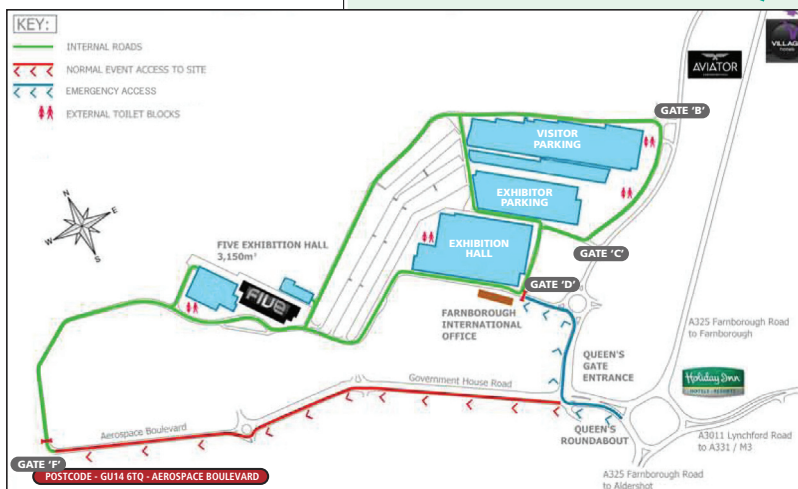 KEY:
INTERNAL ROADS
NORMAL EVENT ACCESS TO SITE
EMERGENCY ACCESS
EXTERNAL TOILET BLOCKS
AVIATOR
VILLAG
GATE 'B'
VISITOR
PARKING
EXHIBITOR
PARKING
N
E
W
S
FIVE EXHIBITION HALL
3,150m²
EXHIBITION
HALL
GATE 'C'
GATE 'D'
FIVE
FARNBOROUGH
INTERNATIONAL
OFFICE
A325 Farnborough Road
to Farnborough
QUEEN'S
GATE
ENTRANCE
Holiday Inn
HOTELS · RESORTS
Government House Road
Aerospace Boulevard
QUEEN'S
ROUNDABOUT
A3011 Lynchford Road
to A331 / M3
GATE 'F'
POSTCODE - GU14 6TQ - AEROSPACE BOULEVARD
A325 Farnborough Road
to Aldershot